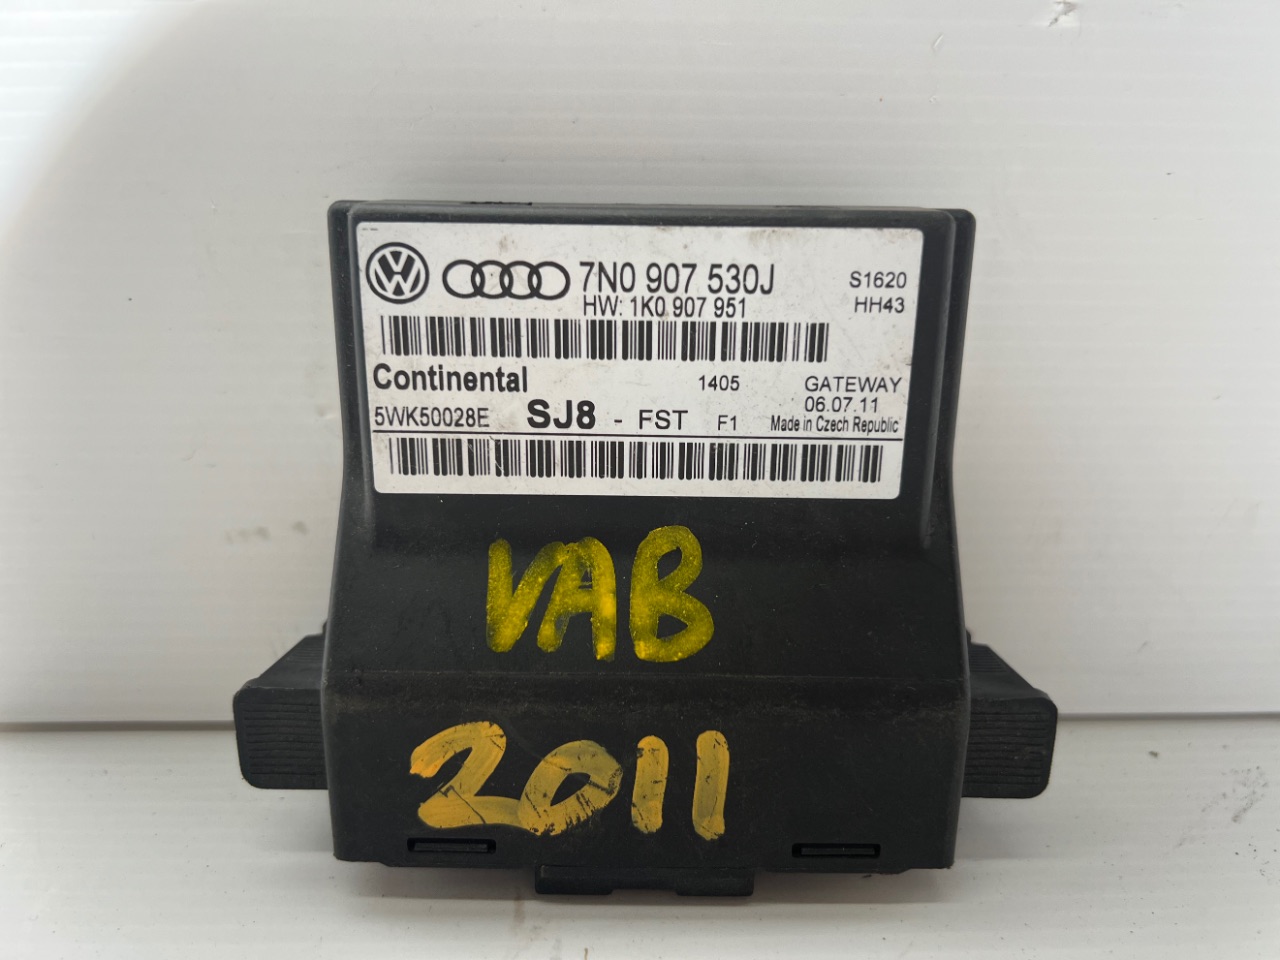 7N0 907 530J
S1620
HW: 1K0 907 951
HH43
Continental
1405
GATEWAY
06.07.11
5WK50028E
SJ8 - FST F1
Made in Czech Republic
VAB
2011